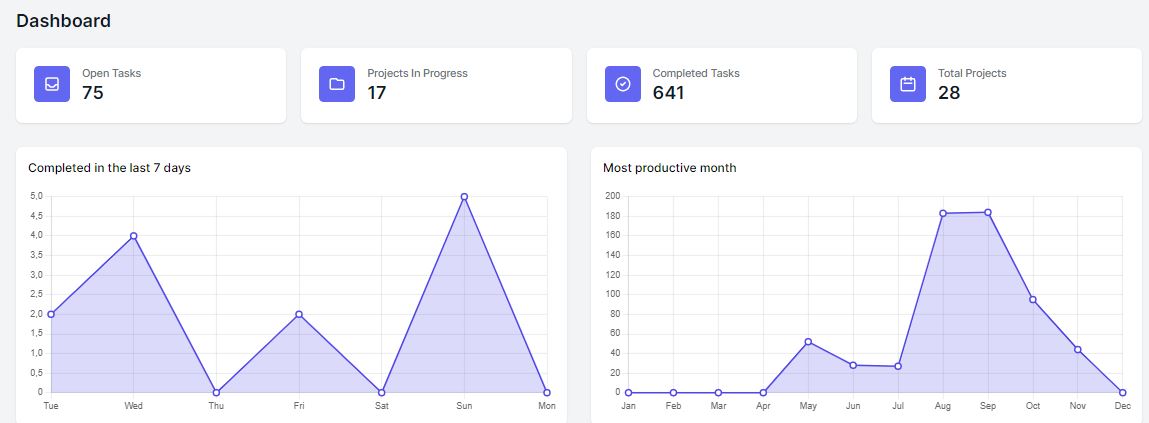 Dashboard
Open Tasks
75
Projects In Progress
17
Completed Tasks
641
Total Projects
28
Completed in the last 7 days
5,0
4,5
4,0
3,5
3,0
2,5
2,0
1,5
1,0
0,5
0
Tue Wed Thu Fri Sat Sun Mon
Most productive month
200
180
160
140
120
100
80
60
40
20
0
Jan Feb Mar Apr May Jun Jul Aug Sep Oct Nov Dec